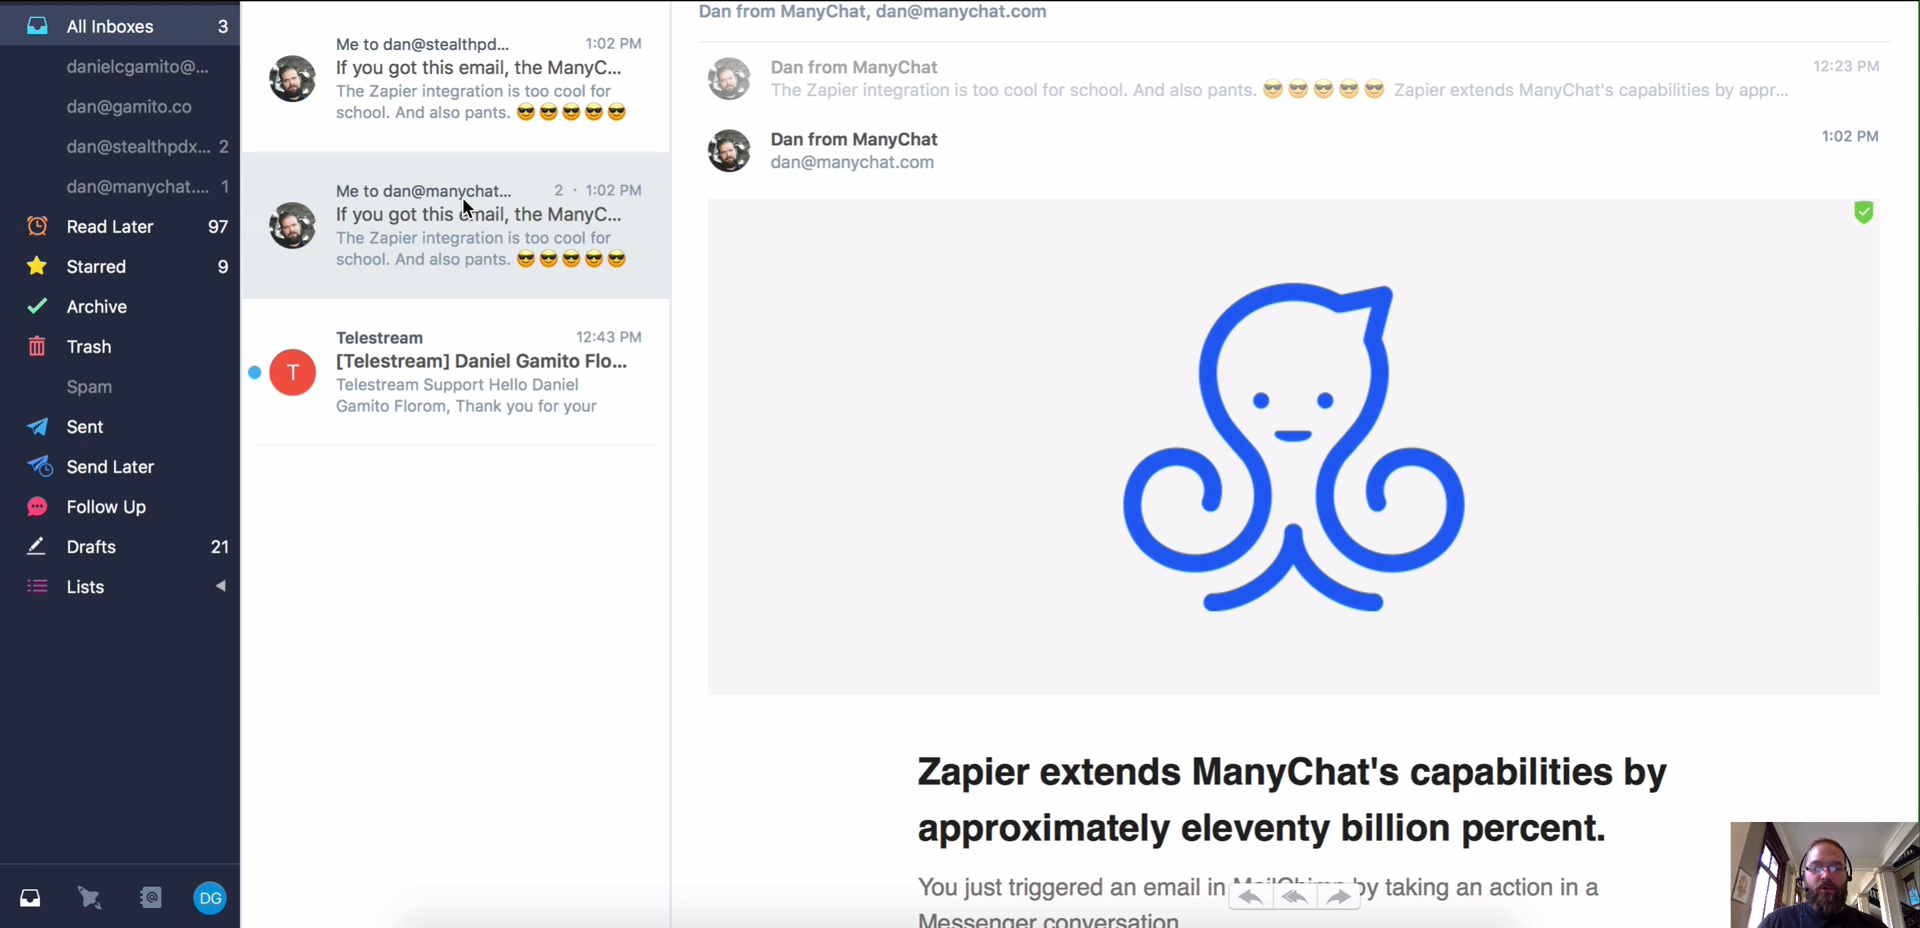 All Inboxes 3
danielcgamito@...
dan@gamito.co
dan@stealthpdx... 2
dan@manychat.... 1
Read Later 97
Starred 9
Archive
Trash
Spam
Sent
Send Later
Follow Up
Drafts 21
Lists
DG
Me to dan@stealthpd... 1:02 PM
If you got this email, the ManyC...
The Zapier integration is too cool for
school. And also pants. 😎😎😎😎😎
Me to dan@manychat... 2 · 1:02 PM
If you got this email, the ManyC...
The Zapier integration is too cool for
school. And also pants. 😎😎😎😎😎
T
Telestream 12:43 PM
[Telestream] Daniel Gamito Flo...
Telestream Support Hello Daniel
Gamito Florom, Thank you for your
Dan from ManyChat, dan@manychat.com
Dan from ManyChat 12:23 PM
The Zapier integration is too cool for school. And also pants. 😎😎😎😎😎 Zapier extends ManyChat's capabilities by appr...
Dan from ManyChat 1:02 PM
dan@manychat.com
Zapier extends ManyChat's capabilities by
approximately eleventy billion percent.
You just triggered an email in MailChimp by taking an action in a
Messenger conversation